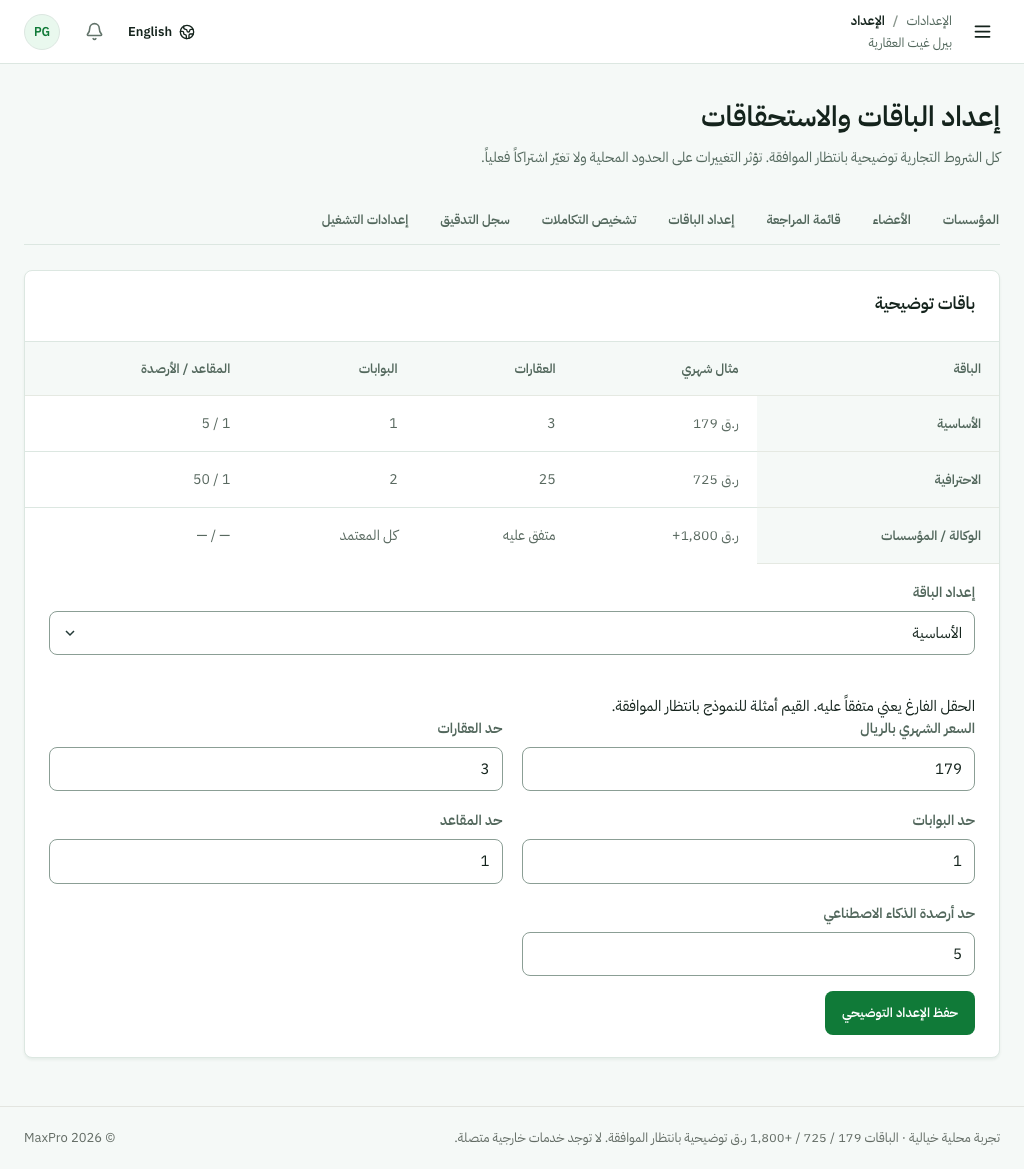 الإعدادات / الإعداد
بيرل غيت العقارية
English
PG
إعداد الباقات والاستحقاقات
كل الشروط التجارية توضيحية بانتظار الموافقة. تؤثر التغييرات على الحدود المحلية ولا تغيّر اشتراكاً فعلياً.
المؤسسات الأعضاء قائمة المراجعة إعداد الباقات تشخيص التكاملات سجل التدقيق إعدادات التشغيل
باقات توضيحية
الباقة مثال شهري العقارات البوابات المقاعد / الأرصدة
الأساسية ر.ق 179 3 1 1 / 5
الاحترافية ر.ق 725 25 2 1 / 50
الوكالة / المؤسسات ر.ق 1,800+ متفق عليه كل المعتمد — / —
إعداد الباقة
الأساسية
الحقل الفارغ يعني متفقاً عليه. القيم أمثلة للنموذج بانتظار الموافقة.
السعر الشهري بالريال حد العقارات
179 3
حد البوابات حد المقاعد
1 1
حد أرصدة الذكاء الاصطناعي
5
حفظ الإعداد التوضيحي
تجربة محلية خيالية · الباقات 179 / 725 / +1,800 ر.ق توضيحية بانتظار الموافقة. لا توجد خدمات خارجية متصلة.
© 2026 MaxPro